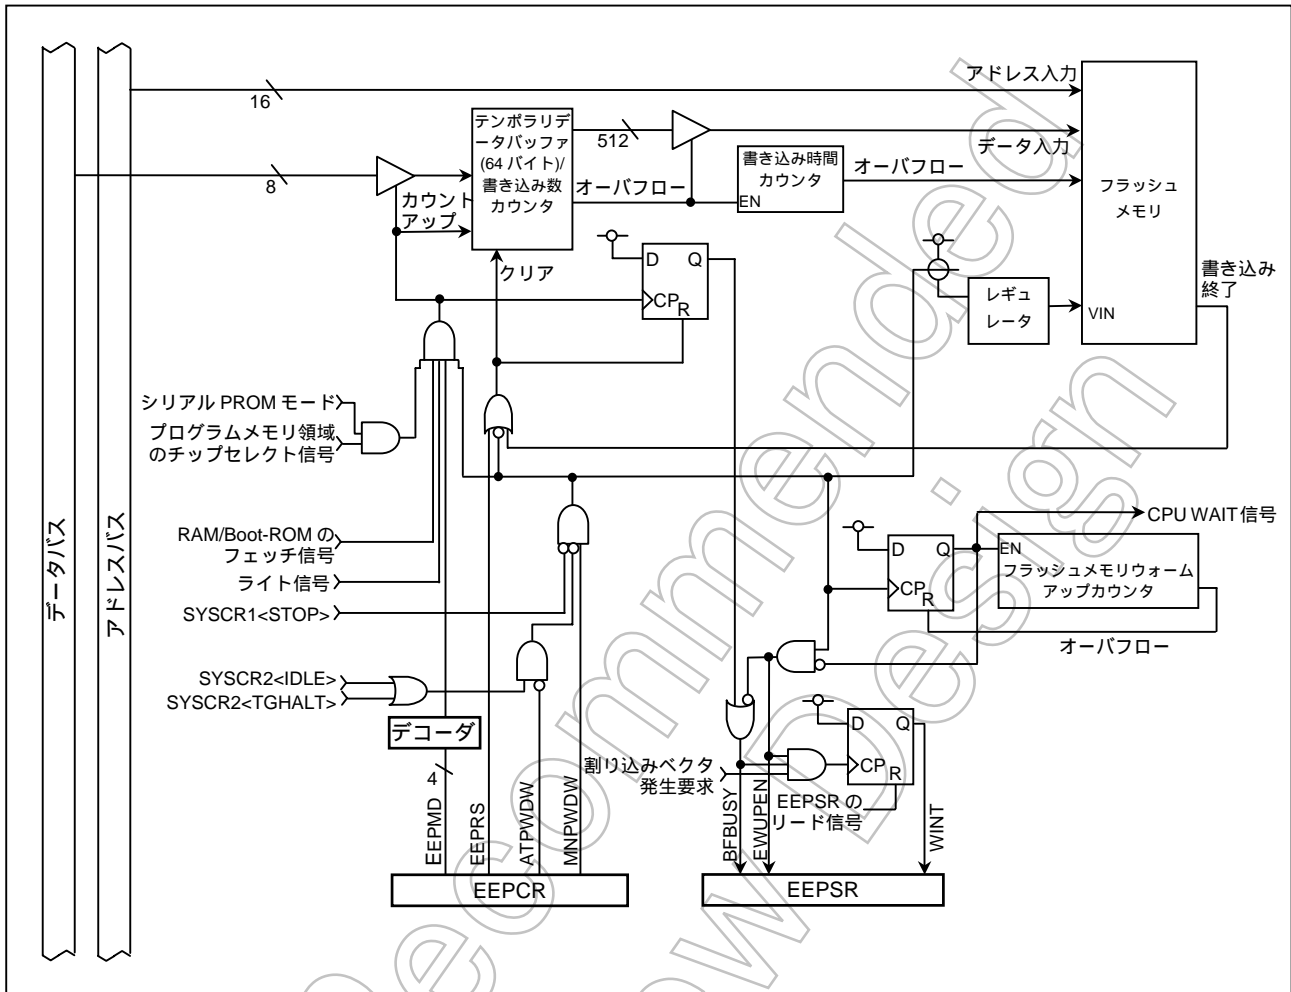 データバス
アドレスバス
16
アドレス入力
8
テンポラリデ
ータバッファ
(64 バイト)/
書き込み数
カウンタ
512
データ入力
書き込み時間
カウンタ
EN
オーバフロー
オーバフロー
フラッシュ
メモリ
VIN
カウント
アップ
クリア
D
Q
CP
R
レギュ
レータ
書き込み
終了
シリアル PROM モード
プログラムメモリ領域
のチップセレクト信号
RAM/Boot-ROM の
フェッチ信号
ライト信号
SYSCR1<STOP>
SYSCR2<IDLE>
SYSCR2<TGHALT>
デコーダ
4
EEPMD
EEPRS
ATPWDW
MNPWDW
EEPCR
CPU WAIT 信号
D
Q
CP
R
EN
フラッシュメモリウォーム
アップカウンタ
オーバフロー
割り込みベクタ
発生要求
D
Q
CP
R
EEPSR の
リード信号
BFBUSY
EWUPEN
WINT
EEPSR
Recommended
w Design